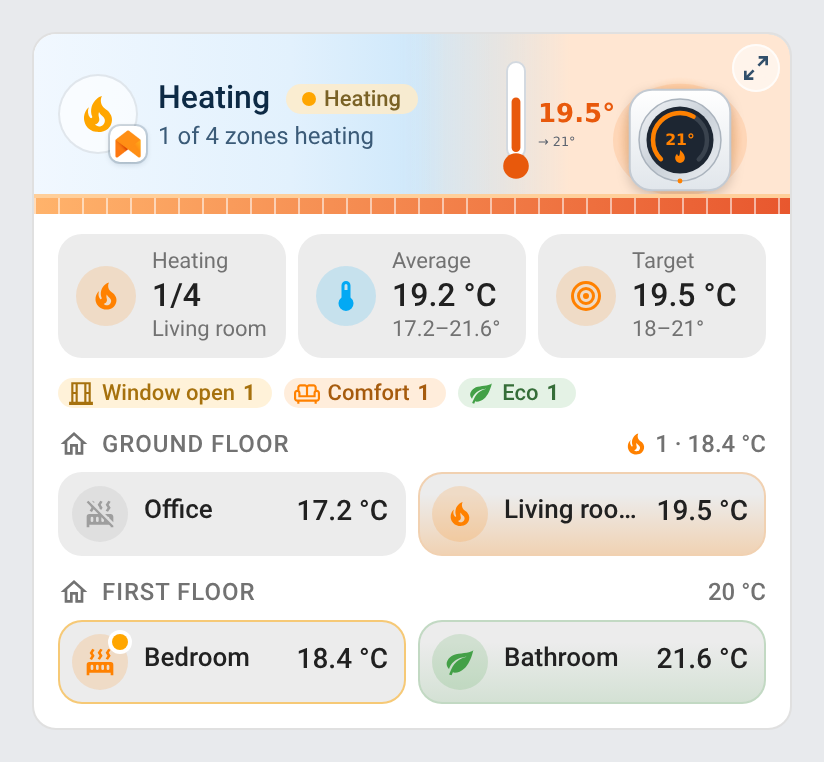 Heating
Heating
1 of 4 zones heating
19.5°
→ 21°
21°
Heating
1/4
Living room
Average
19.2 °C
17.2–21.6°
Target
19.5 °C
18–21°
Window open 1
Comfort 1
Eco 1
GROUND FLOOR
1 · 18.4 °C
Office
17.2 °C
Living roo...
19.5 °C
FIRST FLOOR
20 °C
Bedroom
18.4 °C
Bathroom
21.6 °C